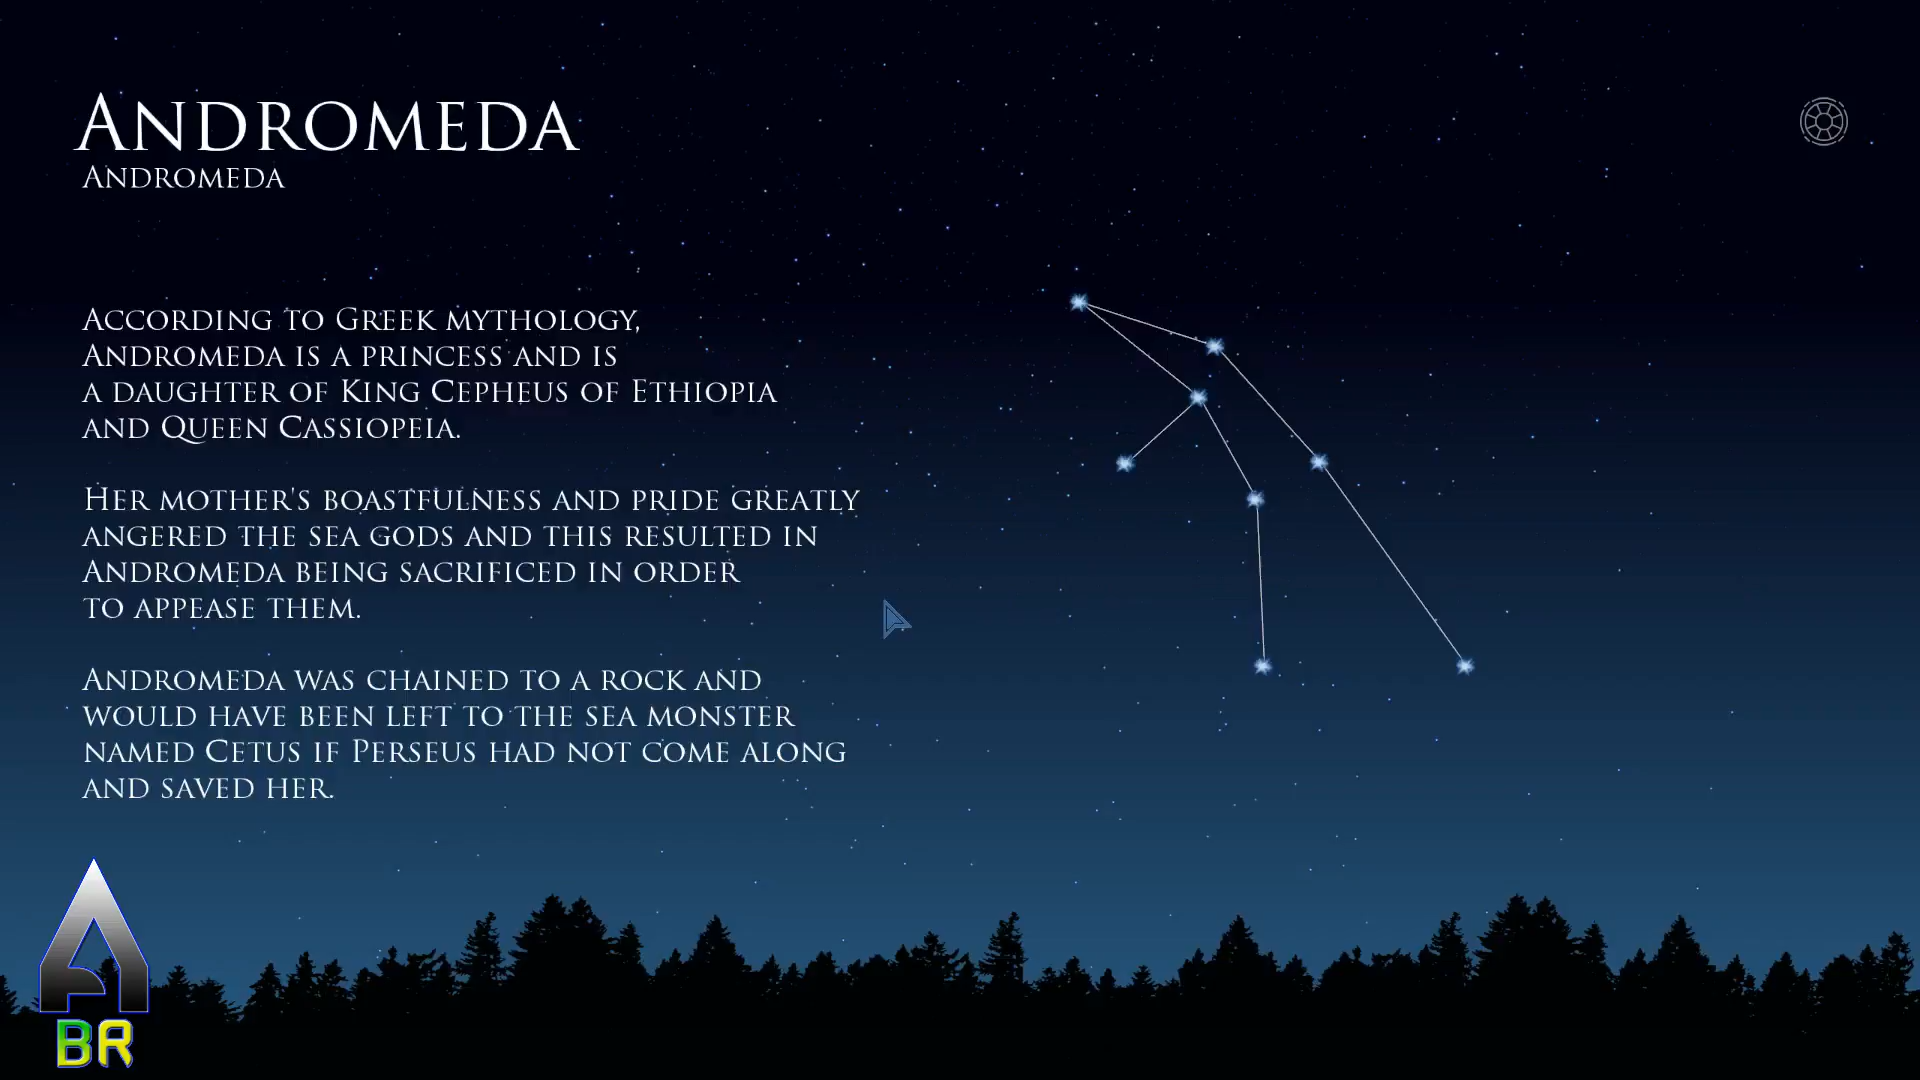 ANDROMEDA
ANDROMEDA
ACCORDING TO GREEK MYTHOLOGY,
ANDROMEDA IS A PRINCESS AND IS
A DAUGHTER OF KING CEPHEUS OF ETHIOPIA
AND QUEEN CASSIOPEIA.
HER MOTHER'S BOASTFULNESS AND PRIDE GREATLY
ANGERED THE SEA GODS AND THIS RESULTED IN
ANDROMEDA BEING SACRIFICED IN ORDER
TO APPEASE THEM.
ANDROMEDA WAS CHAINED TO A ROCK AND
WOULD HAVE BEEN LEFT TO THE SEA MONSTER
NAMED CETUS IF PERSEUS HAD NOT COME ALONG
AND SAVED HER.
A
BR